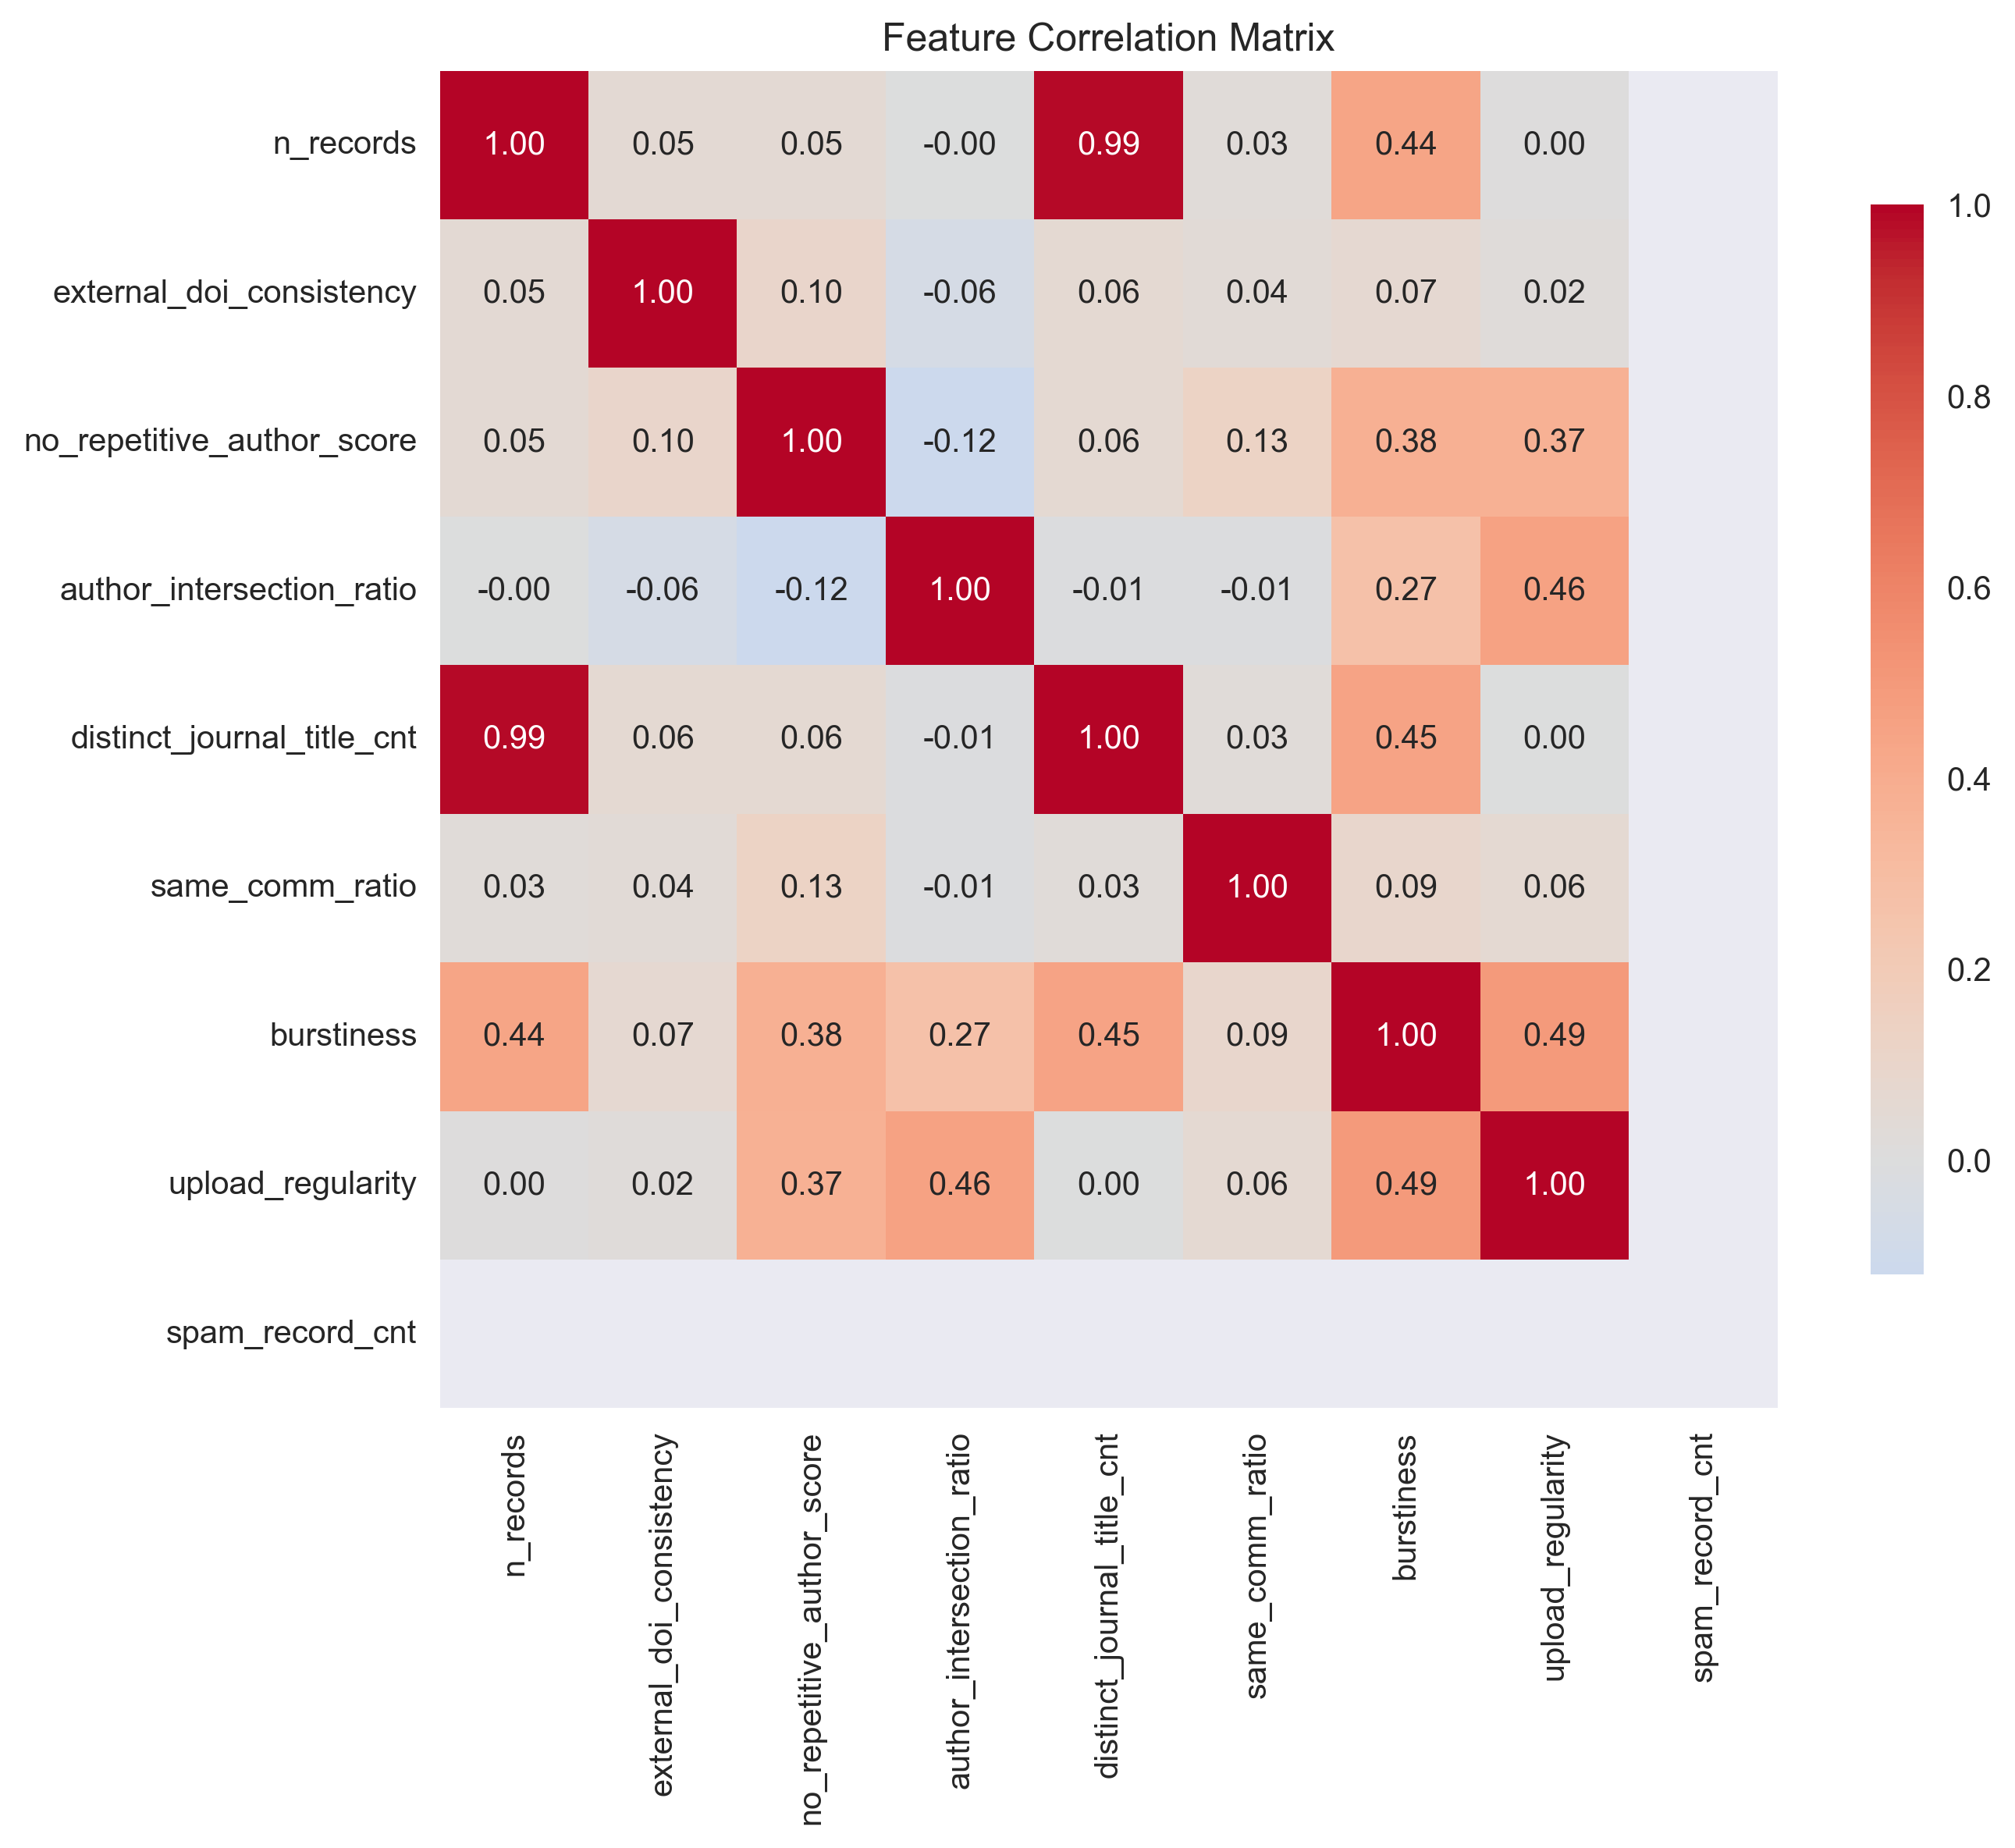 Feature Correlation Matrix
n_records 1.00 0.05 0.05 -0.00 0.99 0.03 0.44 0.00
external_doi_consistency 0.05 1.00 0.10 -0.06 0.06 0.04 0.07 0.02
no_repetitive_author_score 0.05 0.10 1.00 -0.12 0.06 0.13 0.38 0.37
author_intersection_ratio -0.00 -0.06 -0.12 1.00 -0.01 -0.01 0.27 0.46
distinct_journal_title_cnt 0.99 0.06 0.06 -0.01 1.00 0.03 0.45 0.00
same_comm_ratio 0.03 0.04 0.13 -0.01 0.03 1.00 0.09 0.06
burstiness 0.44 0.07 0.38 0.27 0.45 0.09 1.00 0.49
upload_regularity 0.00 0.02 0.37 0.46 0.00 0.06 0.49 1.00
spam_record_cnt
n_records
external_doi_consistency
no_repetitive_author_score
author_intersection_ratio
distinct_journal_title_cnt
same_comm_ratio
burstiness
upload_regularity
spam_record_cnt
1.0
0.8
0.6
0.4
0.2
0.0